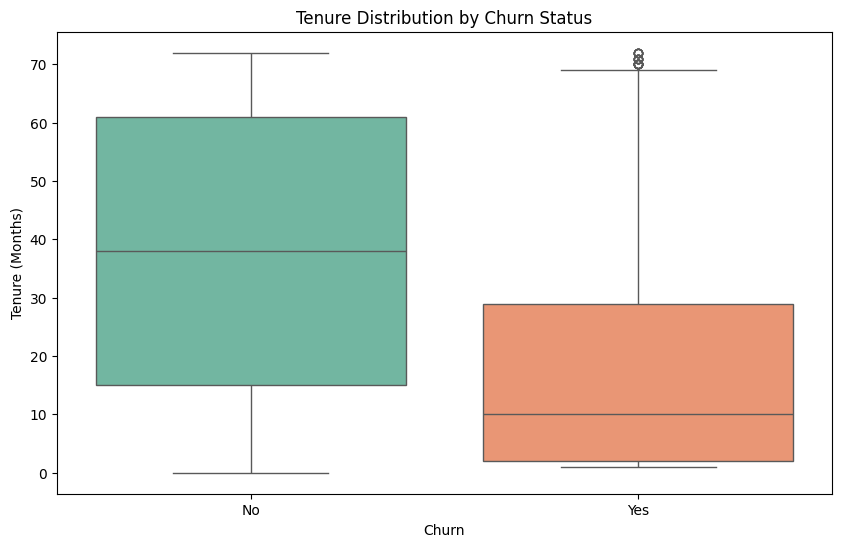 Tenure Distribution by Churn Status
Tenure (Months)
70
60
50
40
30
20
10
0
No
Yes
Churn